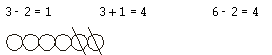 3 - 2 = 1 3 + 1 = 4 6 - 2 = 4